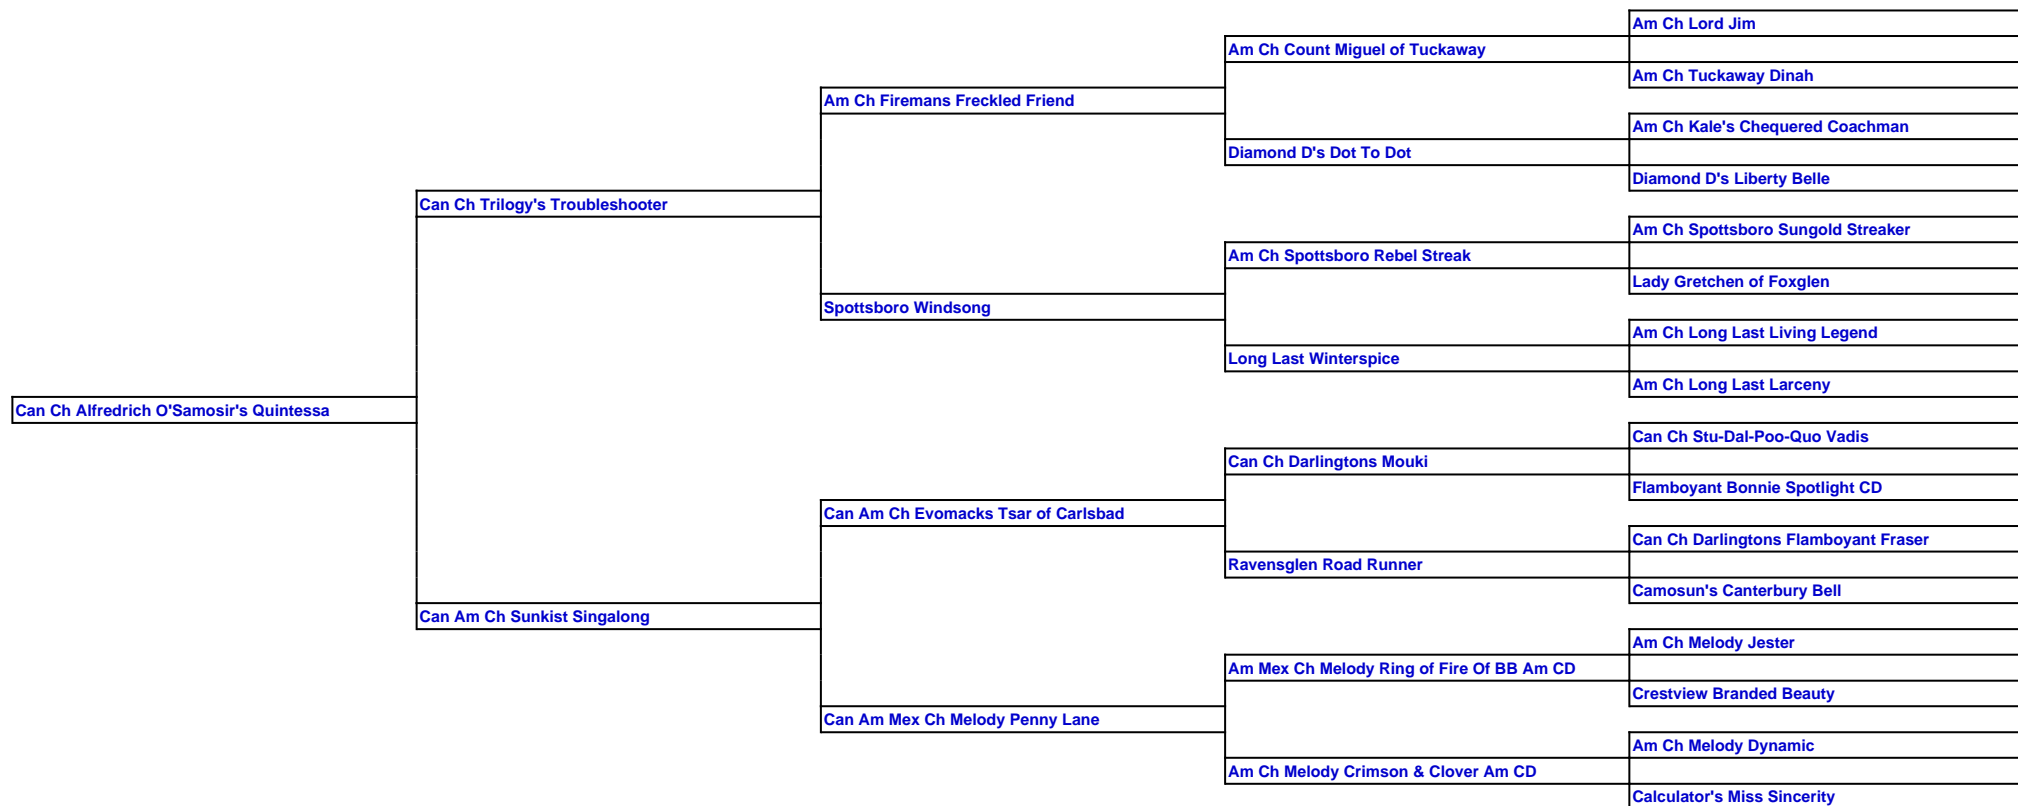 Am Ch Lord Jim
Am Ch Count Miguel of Tuckaway
Am Ch Tuckaway Dinah
Am Ch Firemans Freckled Friend
Am Ch Kale's Chequered Coachman
Diamond D's Dot To Dot
Diamond D's Liberty Belle
Can Ch Trilogy's Troubleshooter
Am Ch Spottsboro Sungold Streaker
Am Ch Spottsboro Rebel Streak
Lady Gretchen of Foxglen
Spottsboro Windsong
Am Ch Long Last Living Legend
Long Last Winterspice
Am Ch Long Last Larceny
Can Ch Alfredrich O'Samosir's Quintessa
Can Ch Stu-Dal-Poo-Quo Vadis
Can Ch Darlingtons Mouki
Flamboyant Bonnie Spotlight CD
Can Am Ch Evomacks Tsar of Carlsbad
Can Ch Darlingtons Flamboyant Fraser
Ravensglen Road Runner
Camosun's Canterbury Bell
Can Am Ch Sunkist Singalong
Am Ch Melody Jester
Am Mex Ch Melody Ring of Fire Of BB Am CD
Crestview Branded Beauty
Can Am Mex Ch Melody Penny Lane
Am Ch Melody Dynamic
Am Ch Melody Crimson & Clover Am CD
Calculator's Miss Sincerity